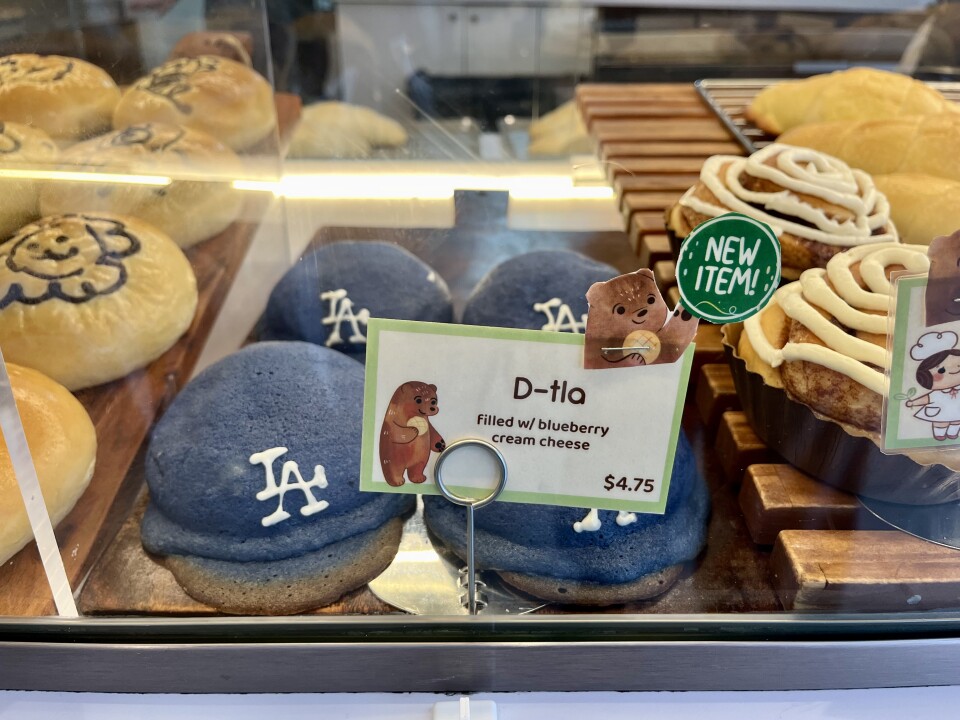 LA
LA
NEW
ITEM!
D-tla
Filled w/ blueberry
cream cheese
$4.75
LA